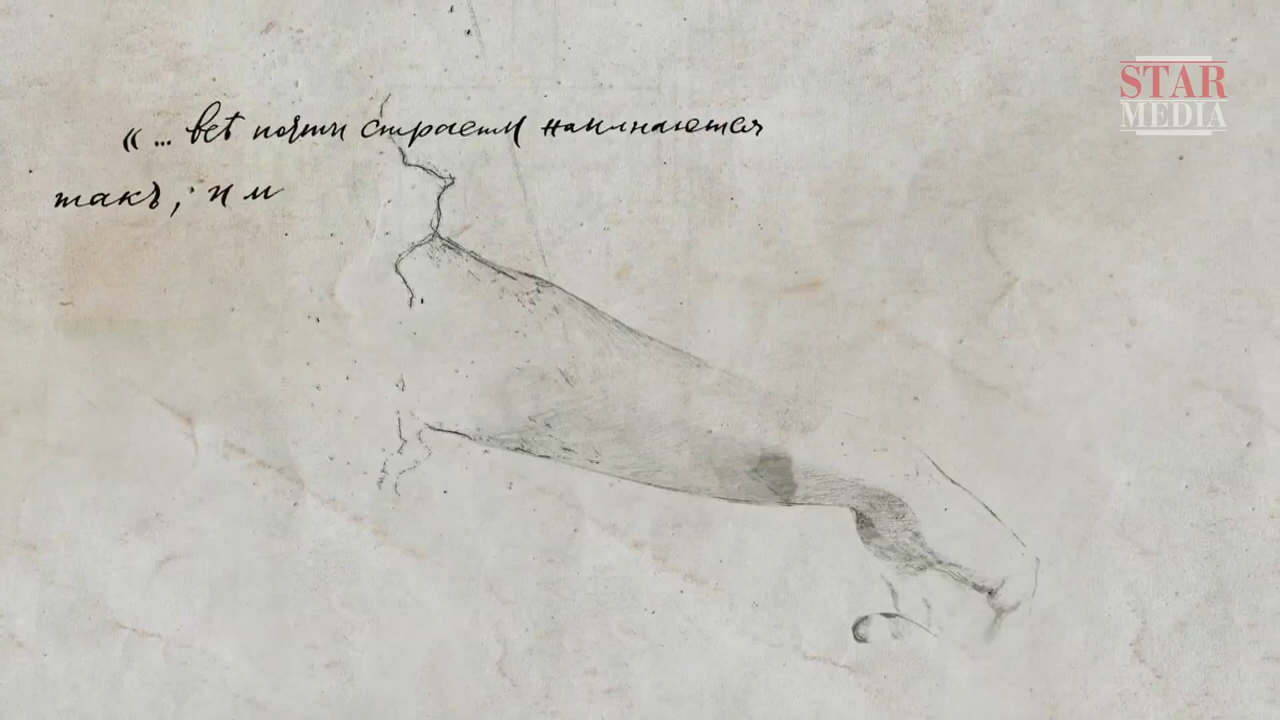 « ... всѣ почти страсти начинаются
такъ, и м
STAR
MEDIA